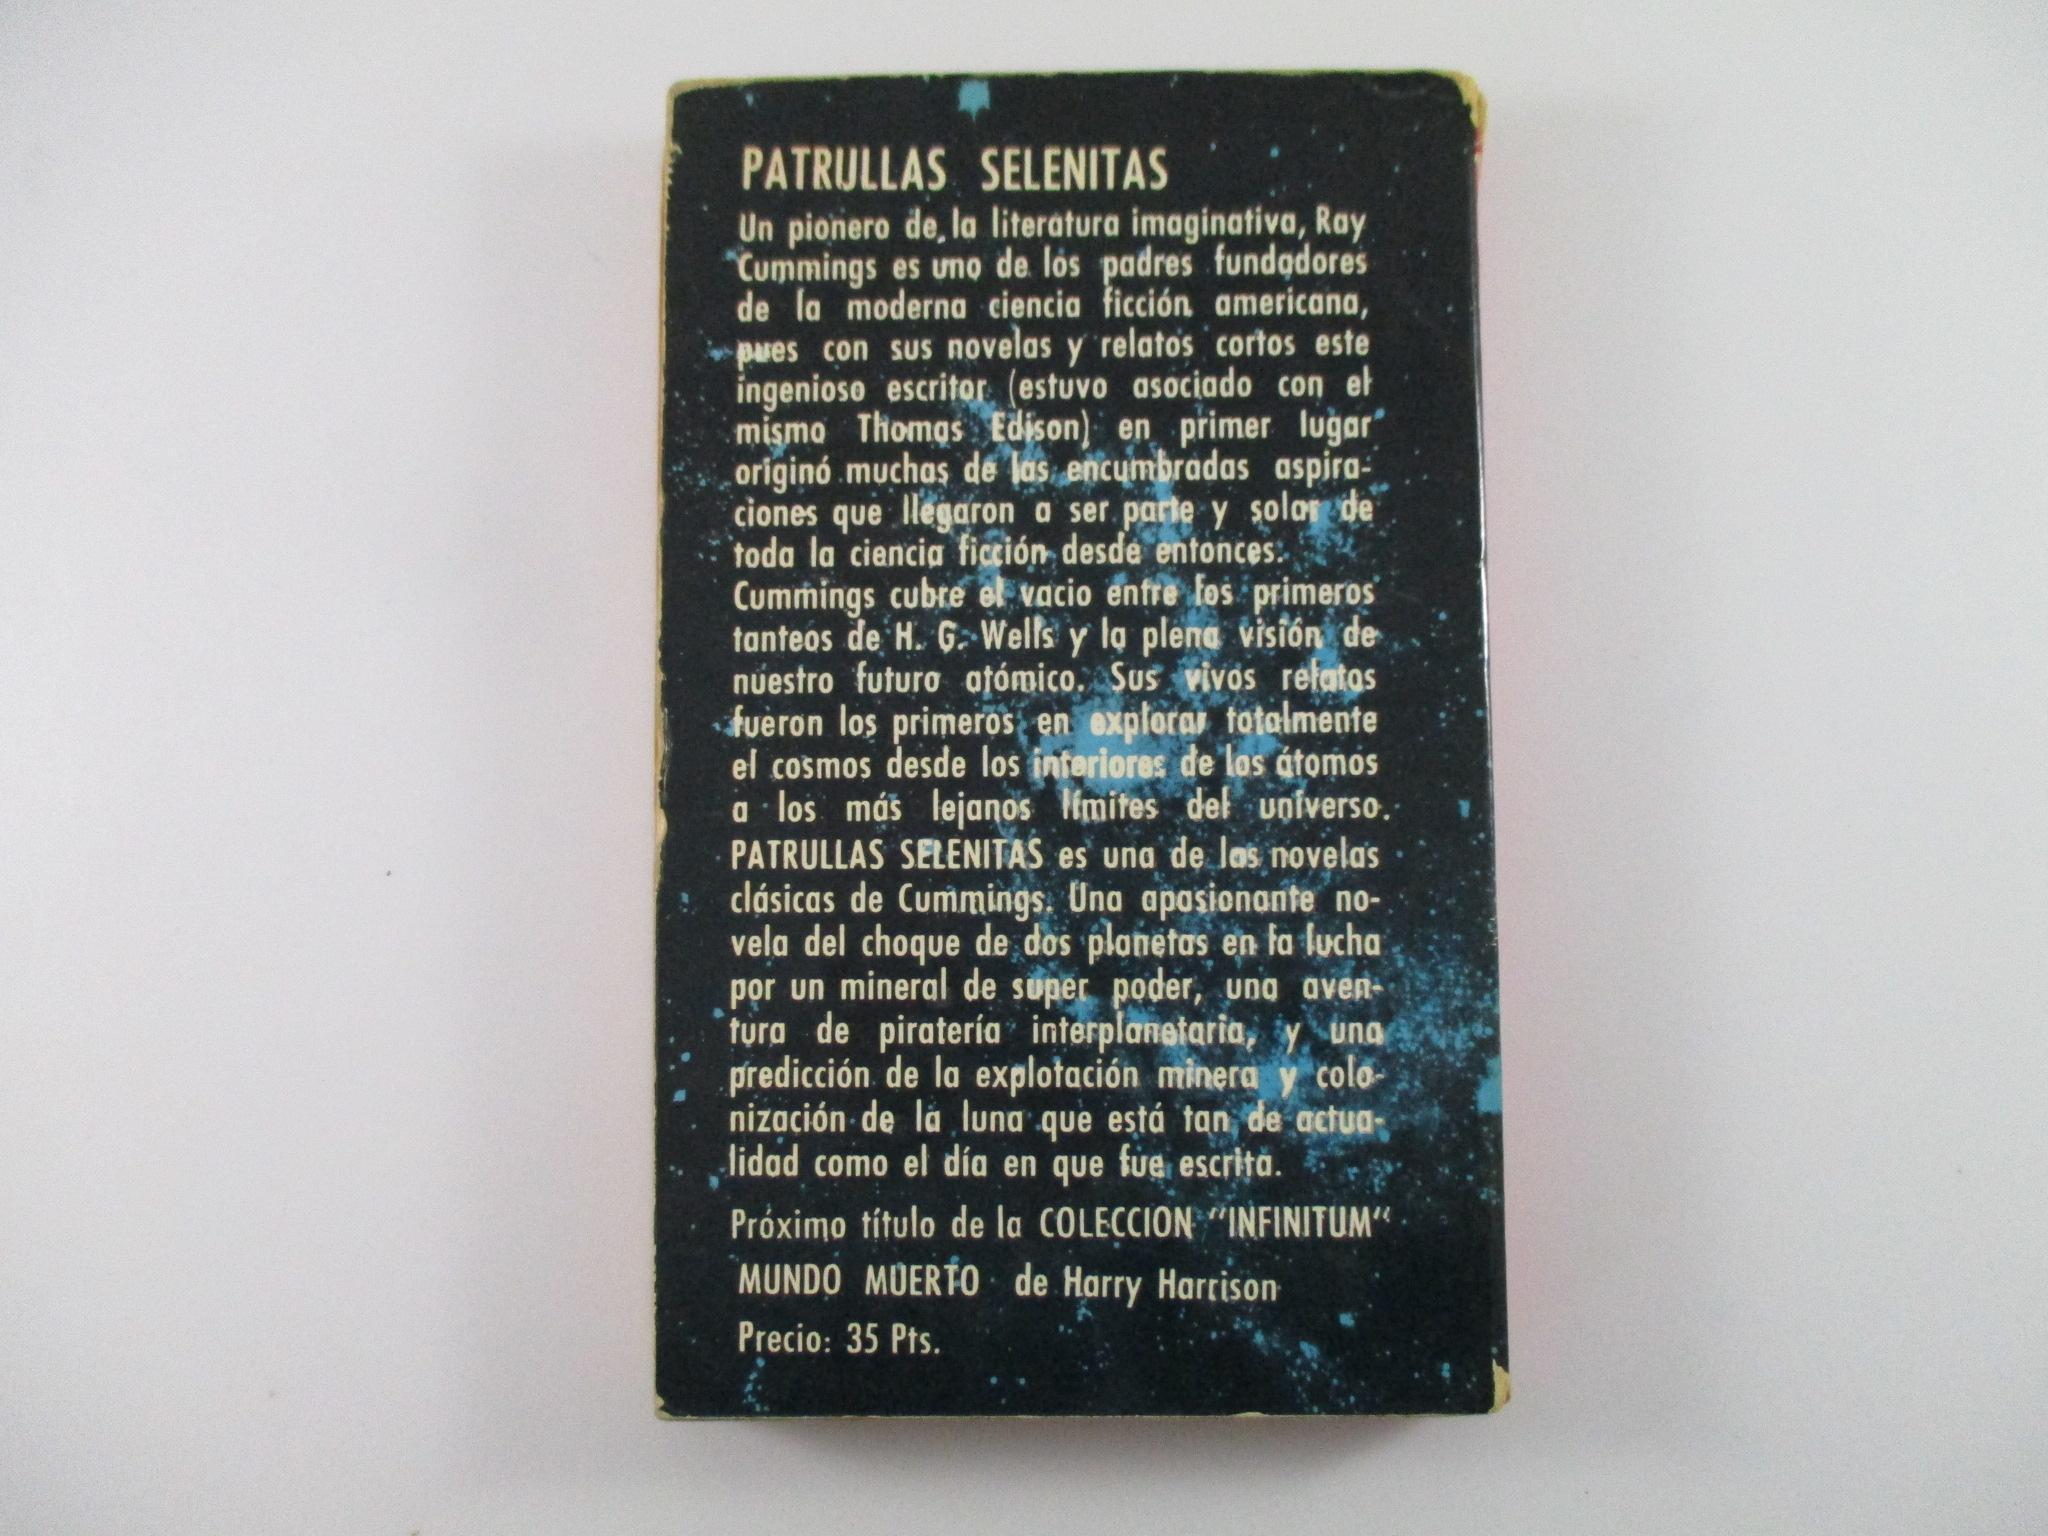 PATRULLAS SELENITAS
Un pionero de la literatura imaginativa, Ray
Cummings es uno de los padres fundadores
de la moderna ciencia ficción americana,
pues con sus novelas y relatos cortos este
ingenioso escritor (estuvo asociado con el
mismo Thomas Edison) en primer lugar
originó muchas de las encumbradas aspira-
ciones que llegaron a ser parte y solar de
toda la ciencia ficción desde entonces.
Cummings cubre el vacio entre los primeros
tanteos de H. G. Wells y la plena visión de
nuestro futuro atómico. Sus vivos relatos
fueron los primeros en explorar totalmente
el cosmos desde los interiores de los átomos
a los más lejanos límites del universo.
PATRULLAS SELENITAS es una de las novelas
clásicas de Cummings. Una apasionante no-
vela del choque de dos planetas en la lucha
por un mineral de super poder, una aven-
tura de piratería interplanetaria, y una
predicción de la explotación minera y colo-
nización de la luna que está tan de actua-
lidad como el día en que fue escrita.
Próximo título de la COLECCION "INFINITUM"
MUNDO MUERTO de Harry Harrison
Precio: 35 Pts.